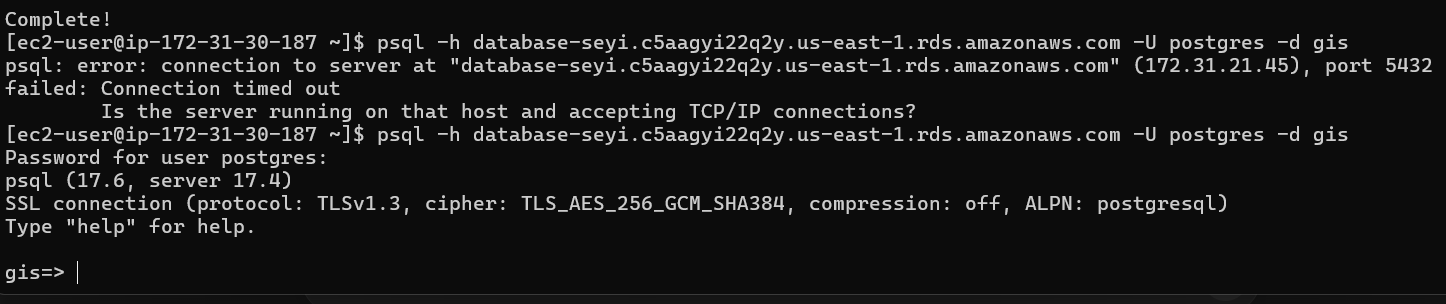 Complete!
[ec2-user@ip-172-31-30-187 ~]$ psql -h database-seyi.c5aagyi22q2y.us-east-1.rds.amazonaws.com -U postgres -d gis
psql: error: connection to server at "database-seyi.c5aagyi22q2y.us-east-1.rds.amazonaws.com" (172.31.21.45), port 5432
failed: Connection timed out
        Is the server running on that host and accepting TCP/IP connections?
[ec2-user@ip-172-31-30-187 ~]$ psql -h database-seyi.c5aagyi22q2y.us-east-1.rds.amazonaws.com -U postgres -d gis
Password for user postgres:
psql (17.6, server 17.4)
SSL connection (protocol: TLSv1.3, cipher: TLS_AES_256_GCM_SHA384, compression: off, ALPN: postgresql)
Type "help" for help.

gis=>